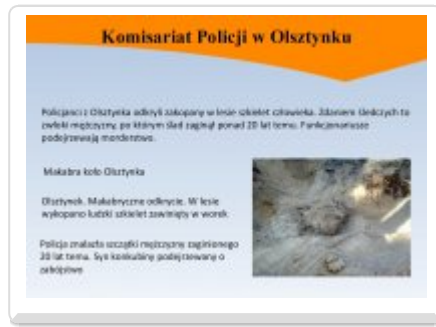 Komisariat Policji w Olsztynku
Policjanci z Olsztynka odkryli zakopany w lesie szkielet człowieka. Zdaniem śledczych to
zwłoki mężczyzny, po którym ślad zaginął ponad 20 lat temu. Funkcjonariusze
podejrzewają morderstwo.
Makabra koło Olsztynka
Olsztynek. Makabryczne odkrycie. W lesie
wykopano ludzki szkielet zawinięty w worek
Policja znalazła szczątki mężczyzny zaginionego
20 lat temu. Syn konkubiny podejrzewany o
zabójstwo